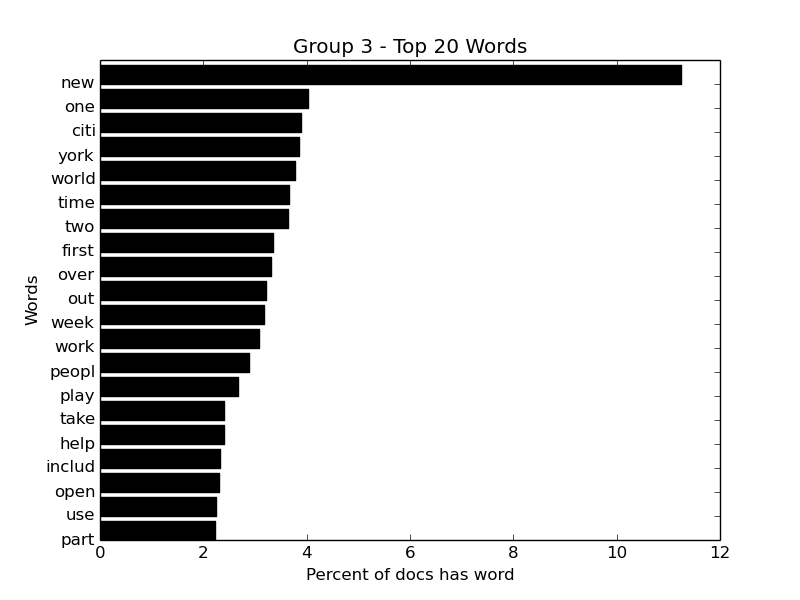 Group 3 - Top 20 Words
new
one
citi
york
world
time
two
first
over
out
week
work
peopl
play
take
help
includ
open
use
part
Words
0 2 4 6 8 10 12
Percent of docs has word